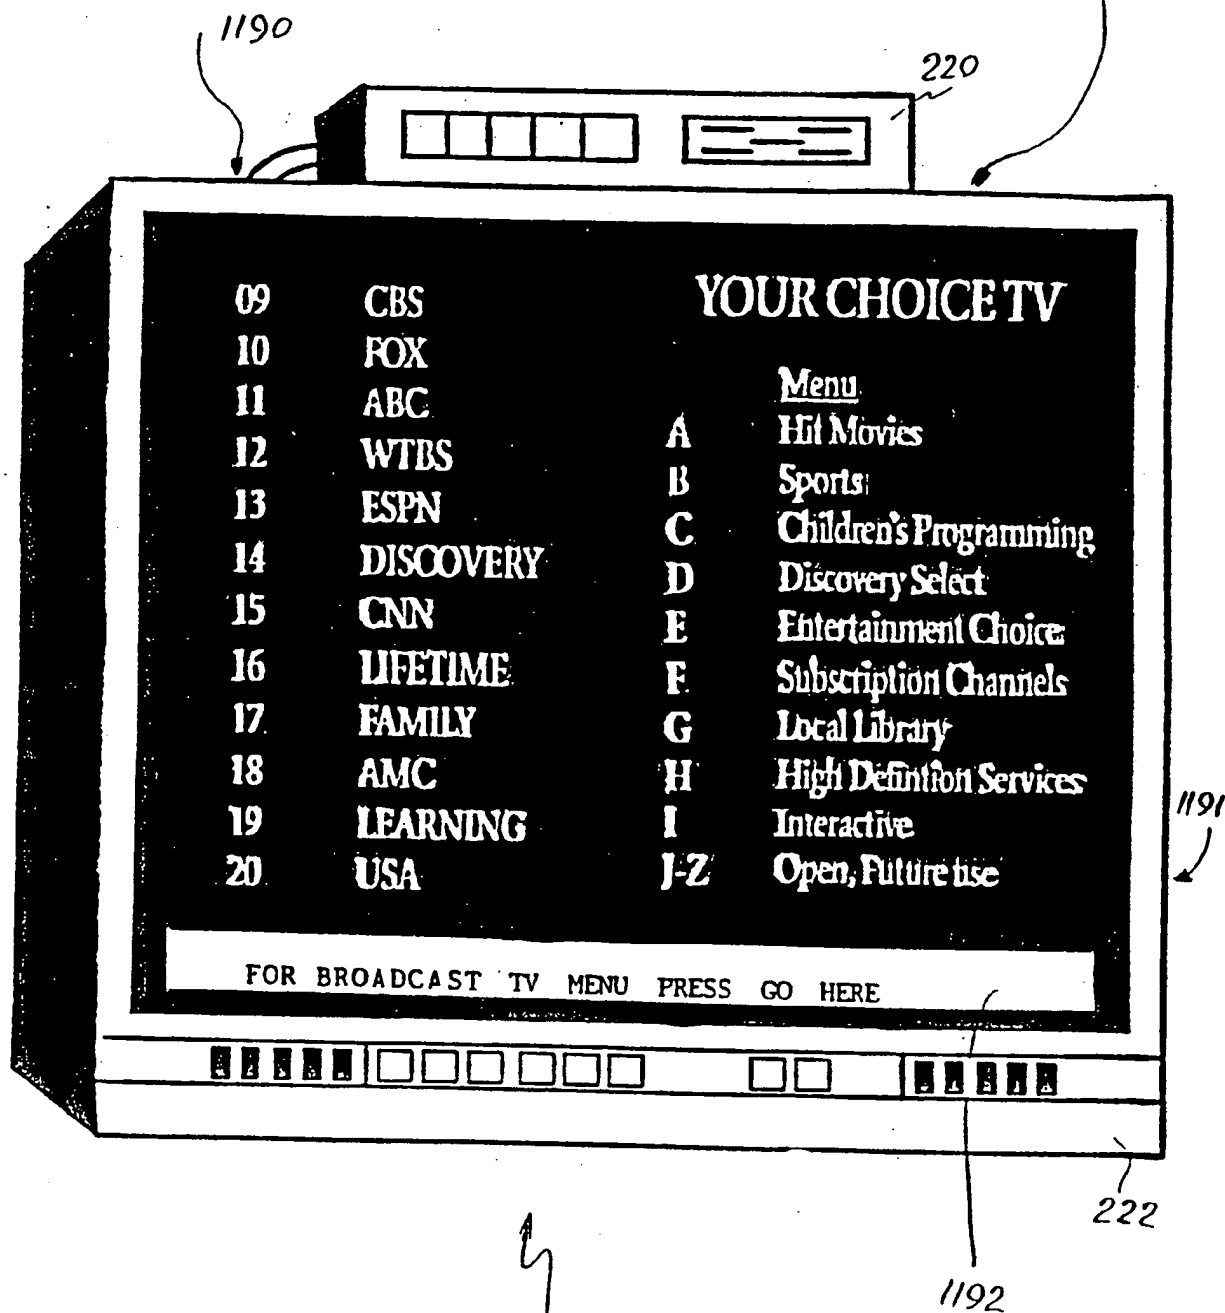 1190
220
YOUR CHOICE TV
09 CBS
10 FOX
11 ABC
12 WTBS
13 ESPN
14 DISCOVERY
15 CNN
16 LIFETIME
17 FAMILY
18 AMC
19 LEARNING
20 USA
Menu
A Hit Movies
B Sports
C Children's Programming
D Discovery Select
E Entertainment Choice
F Subscription Channels
G Local Library
H High Defintion Services
I Interactive
J-Z Open, Future use
1191
FOR BROADCAST TV MENU PRESS GO HERE
222
1192